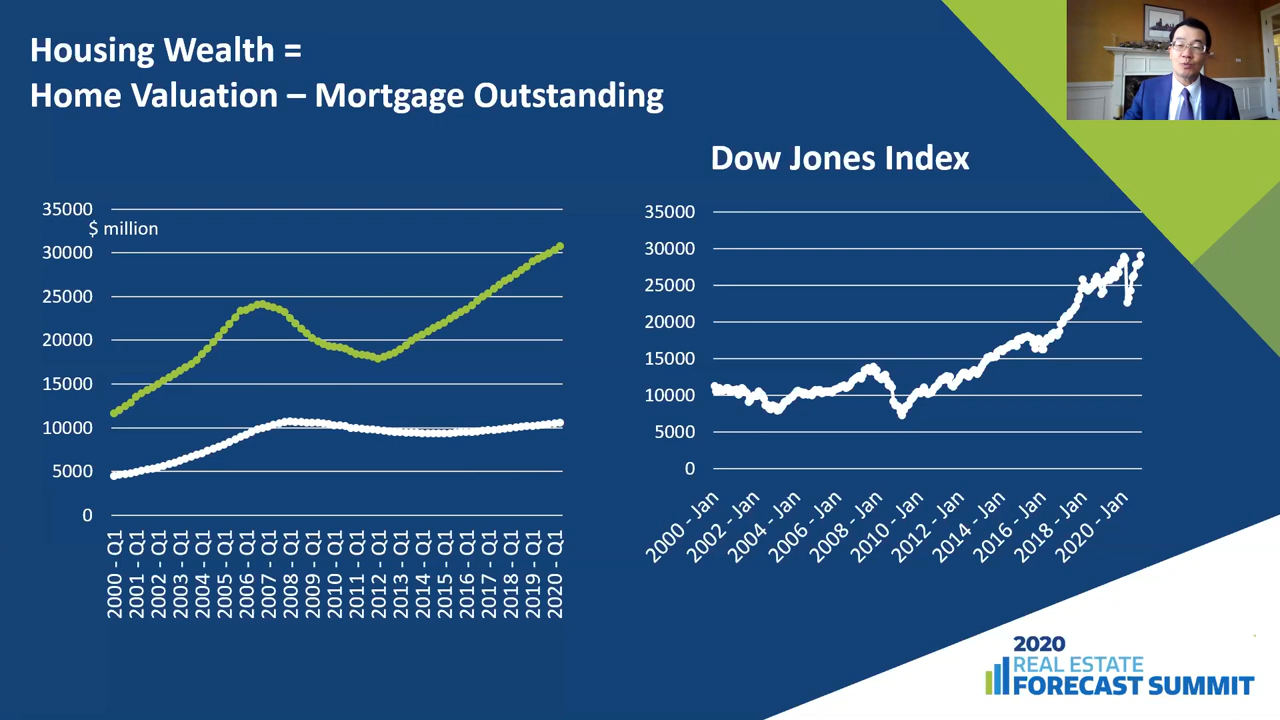 Housing Wealth =
Home Valuation – Mortgage Outstanding
Dow Jones Index
35000
$ million
30000
25000
20000
15000
10000
5000
0
2000 - Q1
2001 - Q1
2002 - Q1
2003 - Q1
2004 - Q1
2005 - Q1
2006 - Q1
2007 - Q1
2008 - Q1
2009 - Q1
2010 - Q1
2011 - Q1
2012 - Q1
2013 - Q1
2014 - Q1
2015 - Q1
2016 - Q1
2017 - Q1
2018 - Q1
2019 - Q1
2020 - Q1
35000
30000
25000
20000
15000
10000
5000
0
2000 - Jan
2002 - Jan
2004 - Jan
2006 - Jan
2008 - Jan
2010 - Jan
2012 - Jan
2014 - Jan
2016 - Jan
2018 - Jan
2020 - Jan
2020
REAL ESTATE
FORECAST SUMMIT